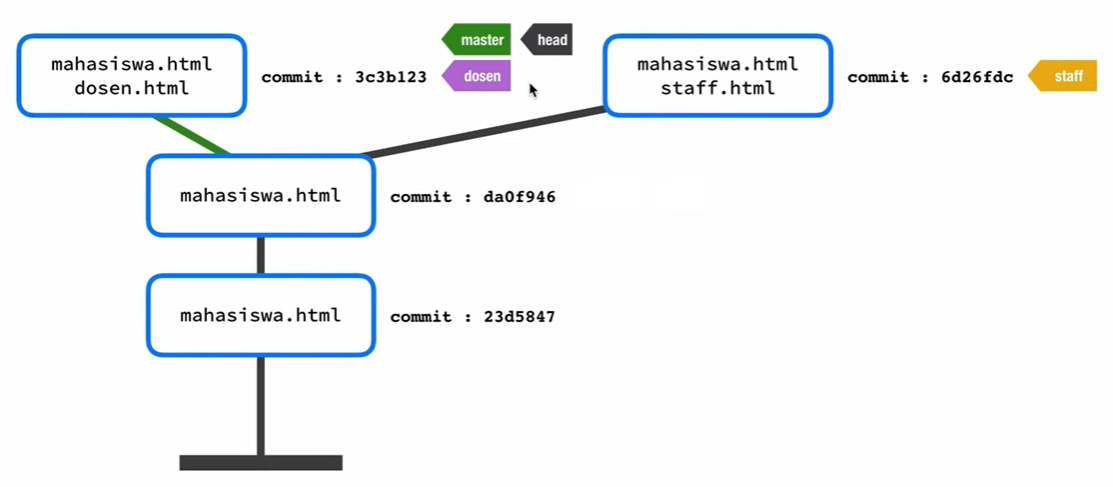 mahasiswa.html
dosen.html
commit : 3c3b123
master
head
dosen
mahasiswa.html
staff.html
commit : 6d26fdc
staff
mahasiswa.html
commit : da0f946
mahasiswa.html
commit : 23d5847